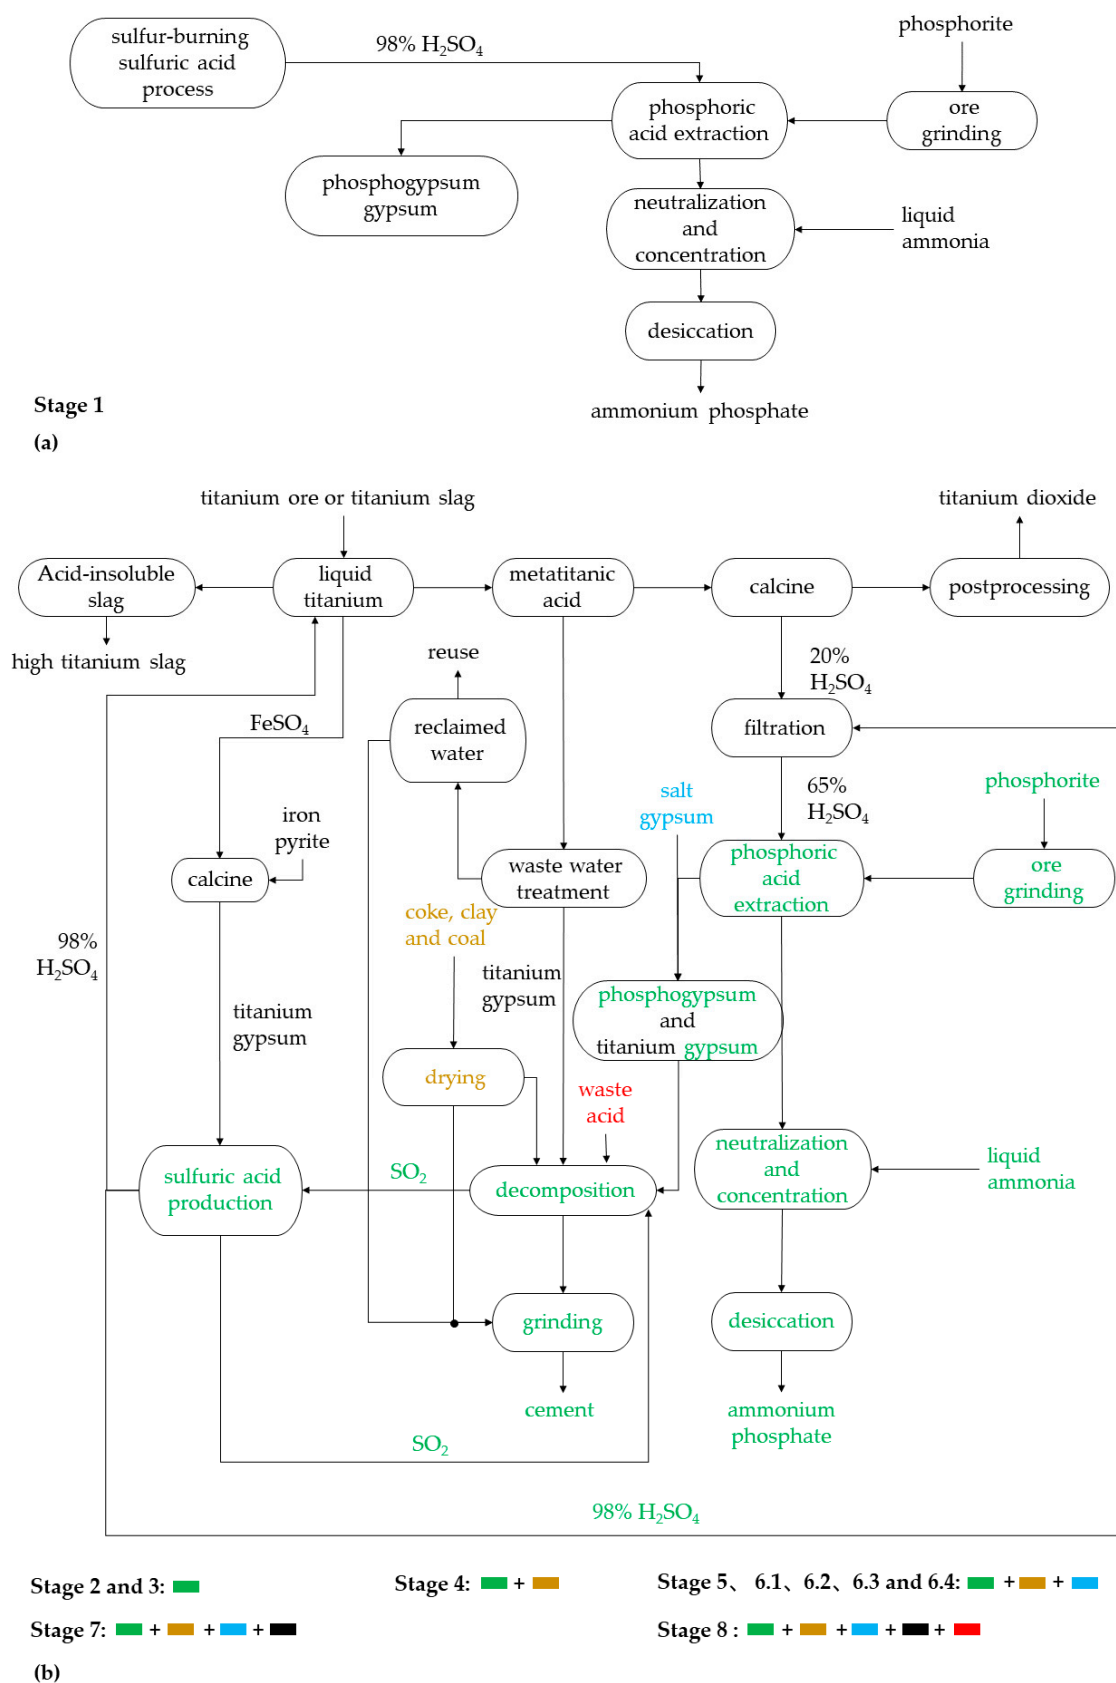 sulfur-burning
sulfuric acid
process
98% H₂SO₄
phosphorite
phosphoric
acid extraction
ore
grinding
phosphogypsum
gypsum
neutralization
and
concentration
liquid
ammonia
desiccation
ammonium phosphate
Stage 1
(a)
titanium ore or titanium slag
titanium dioxide
Acid-insoluble
slag
liquid
titanium
metatitanic
acid
calcine
postprocessing
high titanium slag
reuse
20%
H₂SO₄
FeSO₄
reclaimed
water
filtration
iron
pyrite
salt
gypsum
65%
H₂SO₄
phosphorite
calcine
waste water
treatment
phosphoric
acid
extraction
ore
grinding
coke, clay
and coal
98%
H₂SO₄
titanium
gypsum
titanium
gypsum
phosphogypsum
and
titanium gypsum
drying
waste
acid
sulfuric acid
production
SO₂
decomposition
neutralization
and
concentration
liquid
ammonia
grinding
desiccation
cement
ammonium
phosphate
SO₂
98% H₂SO₄
Stage 2 and 3:
Stage 4: +
Stage 5、 6.1、6.2、6.3 and 6.4: + +
Stage 7: + + +
Stage 8 : + + + +
(b)